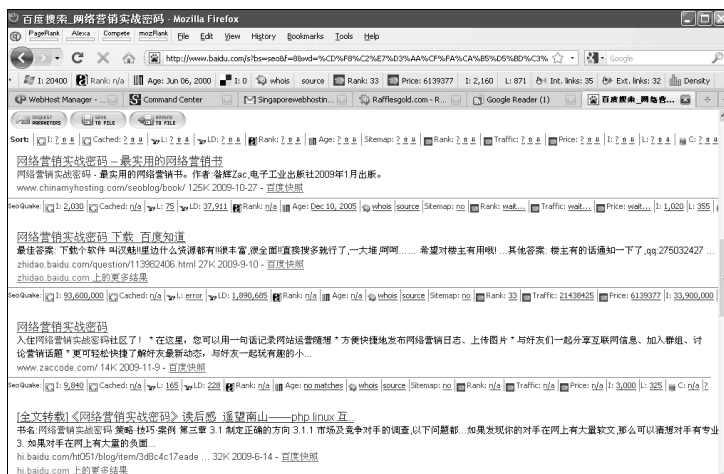 百度搜索_网络营销实战密码 - Mozilla Firefox
PageRank Alexa Compete mozRank File Edit View History Bookmarks Tools Help
http://www.baidu.com/s?bs=seo&f=8&wd=%CD%F8%C2%E7%D3%AA%CF%FA%CA%B5%D5%BD%C3% Google
I: 20400 Rank: n/a Age: Jun 06, 2000 I: 0 whois source Rank: 33 Price: 6139377 I: 2,160 L: 871 Int. links: 35 Ext. links: 32 Density
WebHost Manager - ... Command Center Singaporewebhostin... Rafflesgold.com - R... Google Reader (1) 百度搜索_网络营...
REQUEST PARAMETERS SAVE TO FILE TO FILE
Sort: I: ? Cached: ? L: ? LD: ? Rank: ? Age: ? Sitemap: ? Rank: ? Traffic: ? Price: ? I: ? L: ? C: ?
网络营销实战密码 – 最实用的网络营销书
网络营销实战密码 - 最实用的网络营销书。作者:昝辉Zac,电子工业出版社2009年1月出版。
www.chinamyhosting.com/seoblog/book/ 125K 2009-10-27 - 百度快照
SeoQuake: I: 2,030 Cached: n/a L: 75 LD: 37,911 Rank: n/a Age: Dec 10, 2005 whois source Sitemap: no Rank: wait... Traffic: wait... Price: wait... I: 1,020 L: 355
网络营销实战密码 下载_百度知道
最佳答案: 下载个软件 叫汉魅!!里边什么资源都有!!很丰富,很全面!!直接搜多就行了,一大堆,呵呵...... 希望对楼主有用哦! ...其他答案: 楼主有的话通知一下了,qq:275032427 ...
zhidao.baidu.com/question/113982406.html 27K 2009-9-10 - 百度快照
zhidao.baidu.com 上的更多结果
SeoQuake: I: 93,600,000 Cached: n/a L: error LD: 1,890,685 Rank: n/a Age: n/a whois source Sitemap: no Rank: 33 Traffic: 21438425 Price: 6139377 I: 33,900,000
网络营销实战密码
入住网络营销实战密码社区了! * 在这里，您可以用一句话记录网站运营随想 * 方便快捷地发布网络营销日志、上传图片 * 与好友们一起分享互联网信息、加入群组、讨
论营销话题 * 更可轻松快捷了解好友最新动态，与好友一起玩有趣的小...
www.zaccode.com/ 14K 2009-11-9 - 百度快照
SeoQuake: I: 9,840 Cached: n/a L: 165 LD: 228 Rank: n/a Age: no matches whois source Sitemap: no Rank: n/a Traffic: n/a Price: n/a I: 3,000 L: 325 C: n/a ?
[全文转载]《网络营销实战密码》读后感_遥望南山——php linux 互...
书名:网络营销实战密码 策略 技巧 案例 第三章 3.1 制定正确的方向 3.1.1 市场及竞争对手的调查,以下问题都...如果发现你的对手在网上有大量软文,那么可以猜想对手有专业
3. 如果对手在网上有大量的负面...
hi.baidu.com/ht051/blog/item/3d8c4c17eade ... 32K 2009-6-14 - 百度快照
hi.baidu.com 上的更多结果